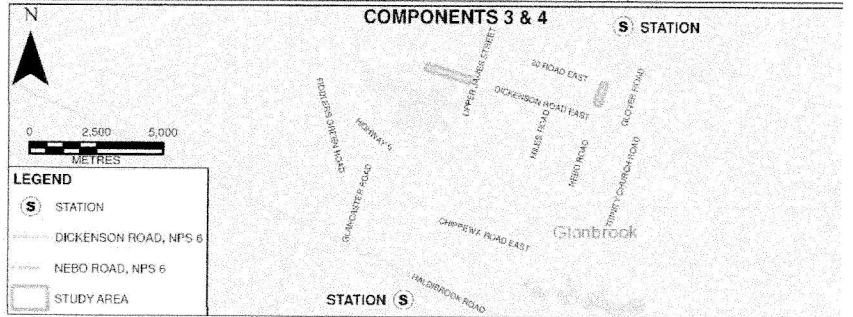 COMPONENTS 3 & 4
N
S STATION
UPPER JAMES STREET
20 ROAD EAST
DICKENSON ROAD EAST
GLOVER ROAD
FIDDLERS GREEN ROAD
HIGHWAY 6
MILES ROAD
NEBO ROAD
TRINITY CHURCH ROAD
GLANCASTER ROAD
0 2,500 5,000
METRES
CHIPPEWA ROAD EAST
Glanbrook
HALDIBROOK ROAD
STATION S
LEGEND
S STATION
DICKENSON ROAD, NPS 6
NEBO ROAD, NPS 6
STUDY AREA